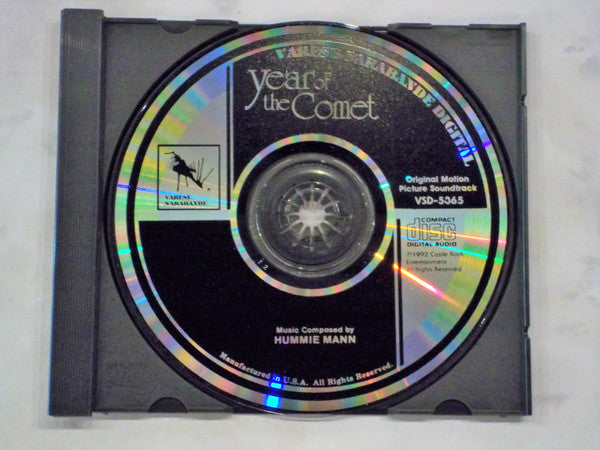 VARÈSE SARABANDE DIGITAL
year of
the Comet
VARESE
SARABANDE
Original Motion
Picture Soundtrack
VSD-5365
COMPACT
disc
DIGITAL AUDIO
℗1992 Castle Rock
Entertainment
All Rights Reserved.
Music Composed by
HUMMIE MANN
Manufactured in U.S.A. All Rights Reserved.